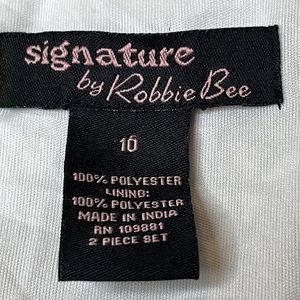 signature
by Robbie Bee
10
100% POLYESTER
LINING:
100% POLYESTER
MADE IN INDIA
RN 109881
2 PIECE SET